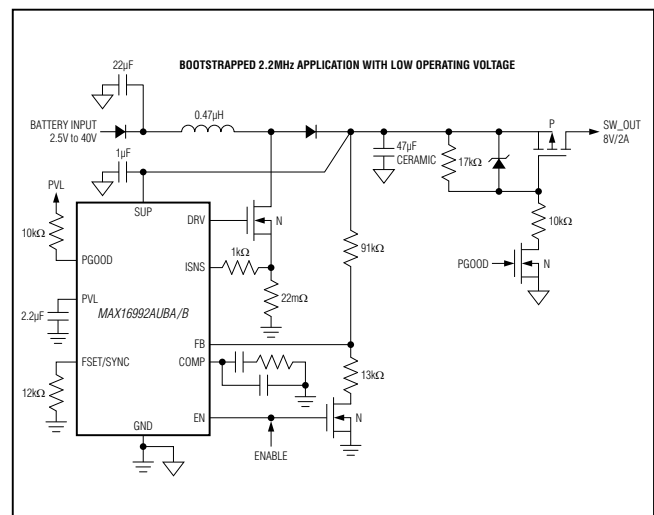 BOOTSTRAPPED 2.2MHz APPLICATION WITH LOW OPERATING VOLTAGE
22µF
BATTERY INPUT
2.5V to 40V
0.47µH
1µF
47µF
CERAMIC
17kΩ
P
SW_OUT
8V/2A
PVL
10kΩ
SUP
DRV
N
PGOOD
ISNS
1kΩ
22mΩ
91kΩ
10kΩ
PGOOD
N
PVL
2.2µF
MAX16992AUBA/B
FB
COMP
13kΩ
FSET/SYNC
12kΩ
EN
N
GND
ENABLE